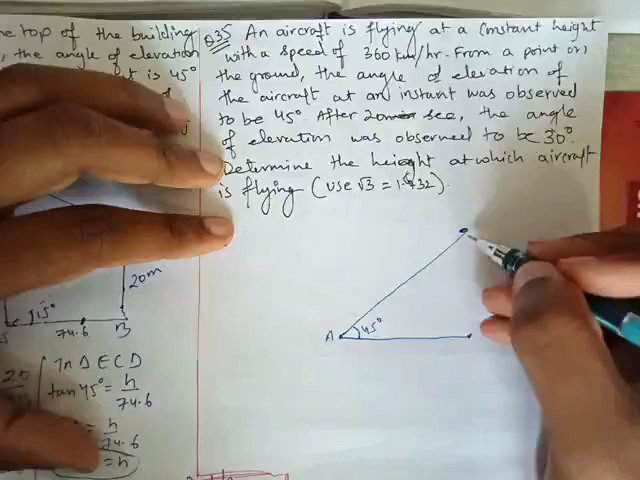 he top of the building
, the angle of elevation
t is 45°
Q35 An aircraft is flying at a constant height
with a speed of 360 km/hr. From a point on,
the ground, the angle of elevation of
the aircraft at an instant was observed
to be 45° After 20 sec, the angle
of elevation was observed to be 30°.
Determine the height at which aircraft
is flying (use √3 = 1.732).
20m
15°
74.6
B
A
45°
In Δ ECD
tan 45° = h/74.6
= h/74.6
= h